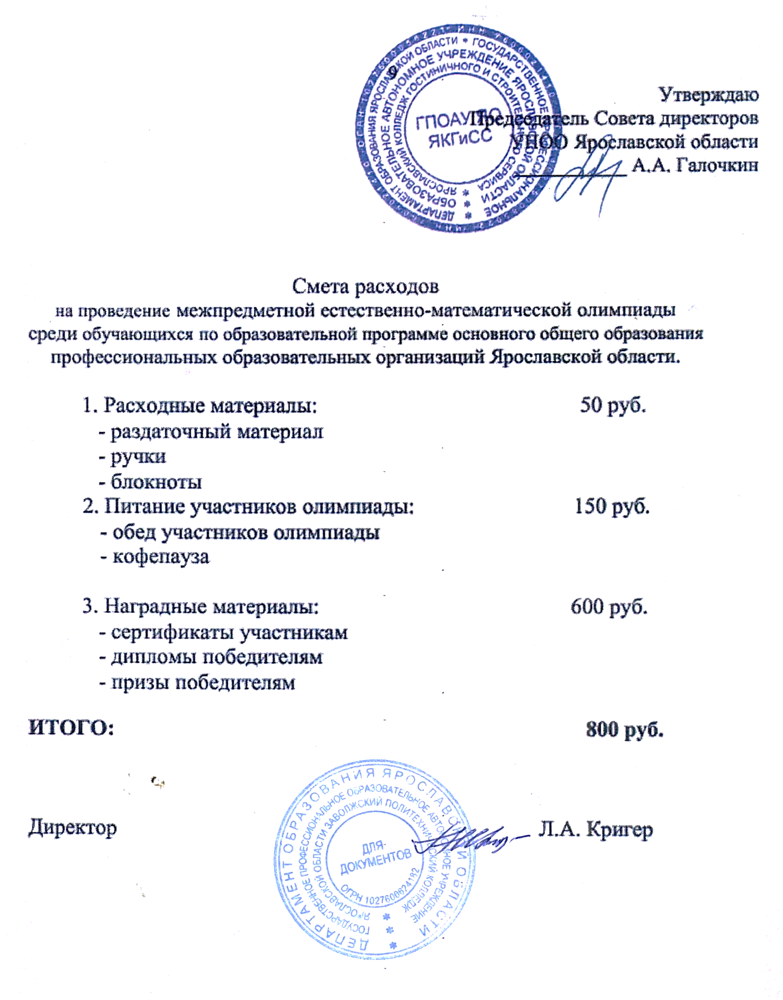 Утверждаю
Председатель Совета директоров
УПОО Ярославской области
А.А. Галочкин
ДЕПАРТАМЕНТ ОБРАЗОВАНИЯ ЯРОСЛАВСКОЙ ОБЛАСТИ * ГОСУДАРСТВЕННОЕ ПРОФЕССИОНАЛЬНОЕ
ОБРАЗОВАТЕЛЬНОЕ АВТОНОМНОЕ УЧРЕЖДЕНИЕ ЯРОСЛАВСКОЙ ОБЛАСТИ
ЯРОСЛАВСКИЙ КОЛЛЕДЖ ГОСТИНИЧНОГО И СТРОИТЕЛЬНОГО СЕРВИСА
ГПОАУ ЯО
ЯКГиСС
Смета расходов
на проведение межпредметной естественно-математической олимпиады
среди обучающихся по образовательной программе основного общего образования
профессиональных образовательных организаций Ярославской области.
1. Расходные материалы: 50 руб.
- раздаточный материал
- ручки
- блокноты
2. Питание участников олимпиады: 150 руб.
- обед участников олимпиады
- кофепауза
3. Наградные материалы: 600 руб.
- сертификаты участникам
- дипломы победителям
- призы победителям
ИТОГО: 800 руб.
Директор Л.А. Кригер
ДЕПАРТАМЕНТ ОБРАЗОВАНИЯ ЯРОСЛАВСКОЙ ОБЛАСТИ
ГОСУДАРСТВЕННОЕ ПРОФЕССИОНАЛЬНОЕ ОБРАЗОВАТЕЛЬНОЕ АВТОНОМНОЕ УЧРЕЖДЕНИЕ
ЯРОСЛАВСКОЙ ОБЛАСТИ ЗАВОЛЖСКИЙ ПОЛИТЕХНИЧЕСКИЙ КОЛЛЕДЖ
ДЛЯ
ДОКУМЕНТОВ
ОГРН 1027600624182